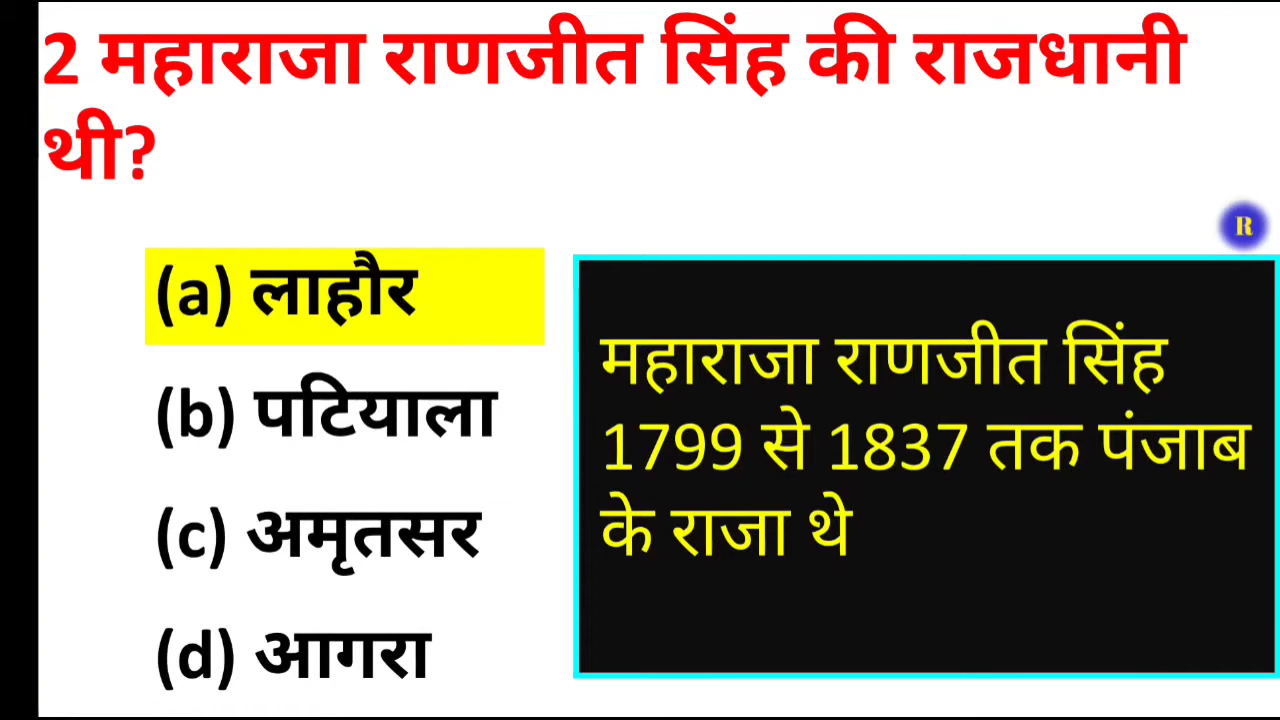 2 महाराजा राणजीत सिंह की राजधानी
थी?
R
(a) लाहौर
(b) पटियाला
(c) अमृतसर
(d) आगरा
महाराजा राणजीत सिंह
1799 से 1837 तक पंजाब
के राजा थे